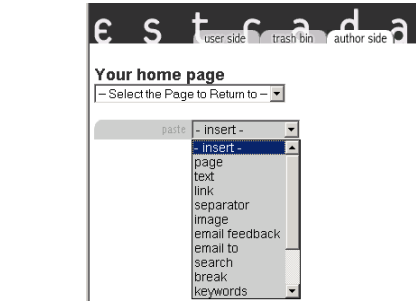 estrada
user side trash bin author side
Your home page
– Select the Page to Return to –
paste - insert -
- insert -
page
text
link
separator
image
email feedback
email to
search
break
keywords